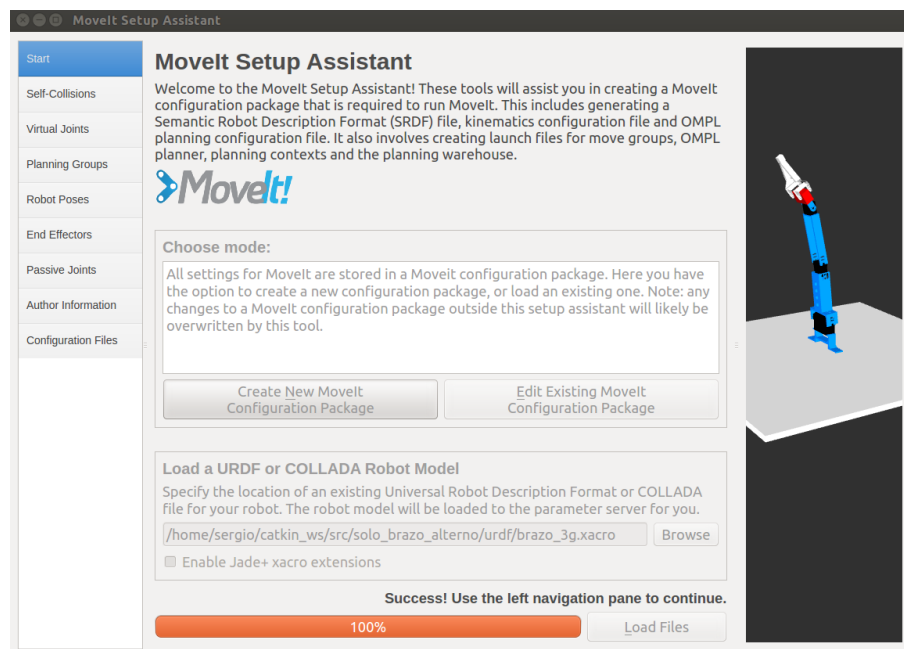 MoveIt Setup Assistant
Start
Self-Collisions
Virtual Joints
Planning Groups
Robot Poses
End Effectors
Passive Joints
Author Information
Configuration Files
MoveIt Setup Assistant
Welcome to the MoveIt Setup Assistant! These tools will assist you in creating a MoveIt
configuration package that is required to run MoveIt. This includes generating a
Semantic Robot Description Format (SRDF) file, kinematics configuration file and OMPL
planning configuration file. It also involves creating launch files for move groups, OMPL
planner, planning contexts and the planning warehouse.
MoveIt!
Choose mode:
All settings for MoveIt are stored in a Moveit configuration package. Here you have
the option to create a new configuration package, or load an existing one. Note: any
changes to a MoveIt configuration package outside this setup assistant will likely be
overwritten by this tool.
Create New MoveIt
Configuration Package
Edit Existing MoveIt
Configuration Package
Load a URDF or COLLADA Robot Model
Specify the location of an existing Universal Robot Description Format or COLLADA
file for your robot. The robot model will be loaded to the parameter server for you.
/home/sergio/catkin_ws/src/solo_brazo_alterno/urdf/brazo_3g.xacro
Browse
Enable Jade+ xacro extensions
Success! Use the left navigation pane to continue.
100%
Load Files